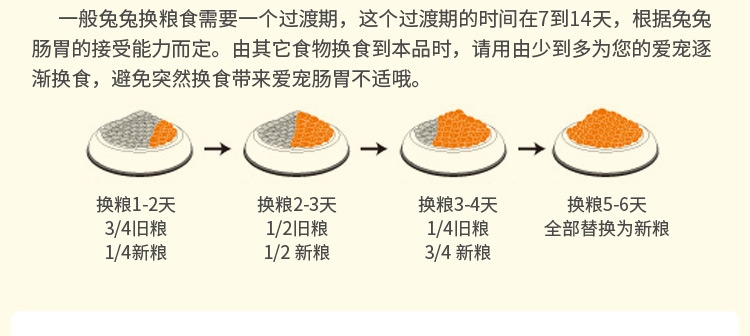 一般兔兔换粮食需要一个过渡期，这个过渡期的时间在7到14天，根据兔兔
肠胃的接受能力而定。由其它食物换食到本品时，请用由少到多为您的爱宠逐
渐换食，避免突然换食带来爱宠肠胃不适哦。
换粮1-2天
3/4旧粮
1/4新粮
换粮2-3天
1/2旧粮
1/2 新粮
换粮3-4天
1/4旧粮
3/4 新粮
换粮5-6天
全部替换为新粮